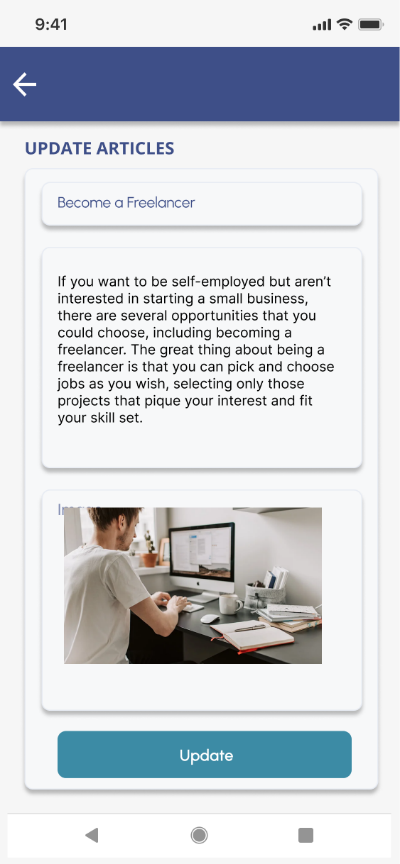 9:41
UPDATE ARTICLES
Become a Freelancer
If you want to be self-employed but aren't
interested in starting a small business,
there are several opportunities that you
could choose, including becoming a
freelancer. The great thing about being a
freelancer is that you can pick and choose
jobs as you wish, selecting only those
projects that pique your interest and fit
your skill set.
Update